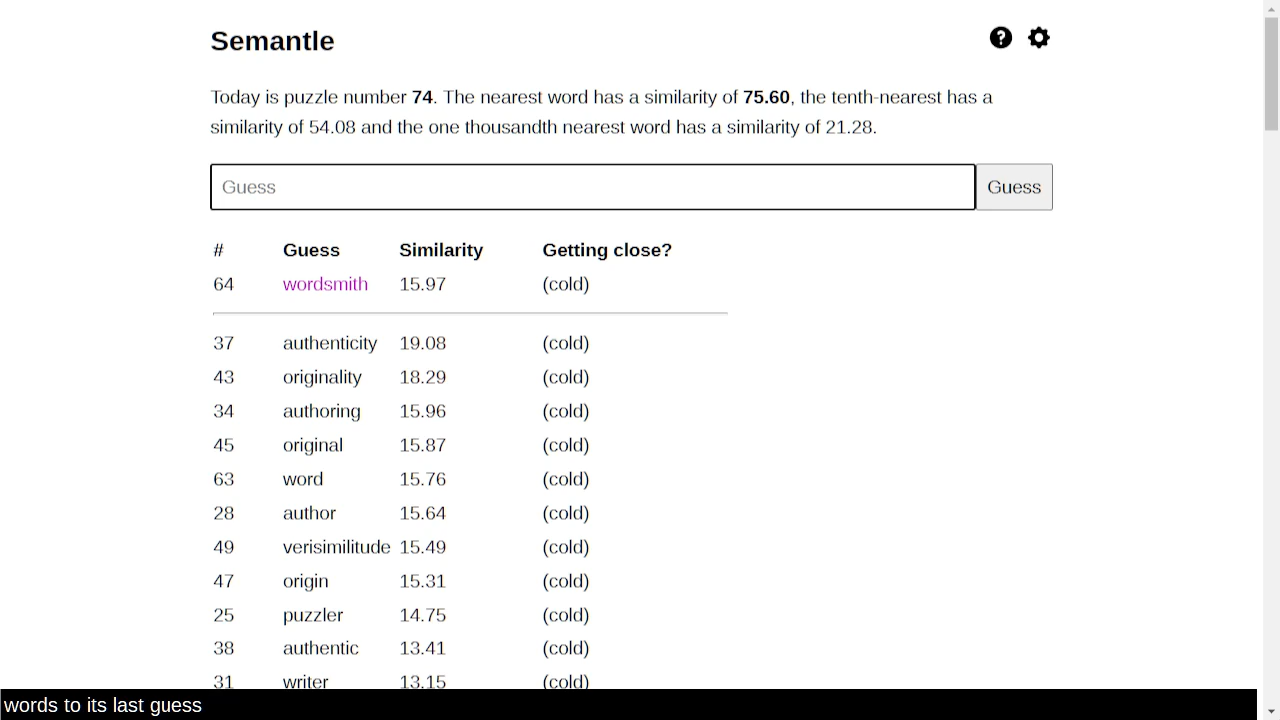 Semantle
Today is puzzle number 74. The nearest word has a similarity of 75.60, the tenth-nearest has a
similarity of 54.08 and the one thousandth nearest word has a similarity of 21.28.
Guess Guess
# Guess Similarity Getting close?
64 wordsmith 15.97 (cold)
37 authenticity 19.08 (cold)
43 originality 18.29 (cold)
34 authoring 15.96 (cold)
45 original 15.87 (cold)
63 word 15.76 (cold)
28 author 15.64 (cold)
49 verisimilitude 15.49 (cold)
47 origin 15.31 (cold)
25 puzzler 14.75 (cold)
38 authentic 13.41 (cold)
31 writer 13.15 (cold)
words to its last guess